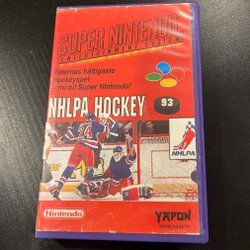 SUPER NINTENDO
ENTERTAINMENT SYSTEM
Tidernas häftigaste
hockeyspel
- nu till Super Nintendo!
NHLPA HOCKEY 93
NHLPA
Nintendo
YAPON